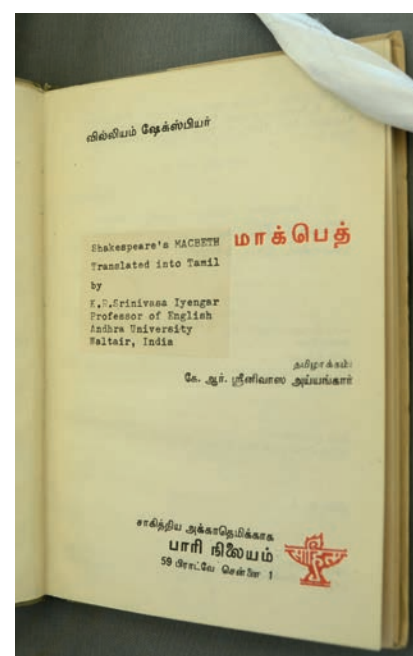 வில்லியம் ஷேக்ஸ்பியர்
மாக்பெத்
Shakespeare's MACBETH
Translated into Tamil
by
K.R.Srinivasa Iyengar
Professor of English
Andhra University
Waltair, India
தமிழாக்கம்:
கே. ஆர். ஸ்ரீனிவாஸ அய்யங்கார்
சாகித்திய அக்காதெமிக்காக
பாரி நிலையம்
59 பிராட்வே சென்னை 1